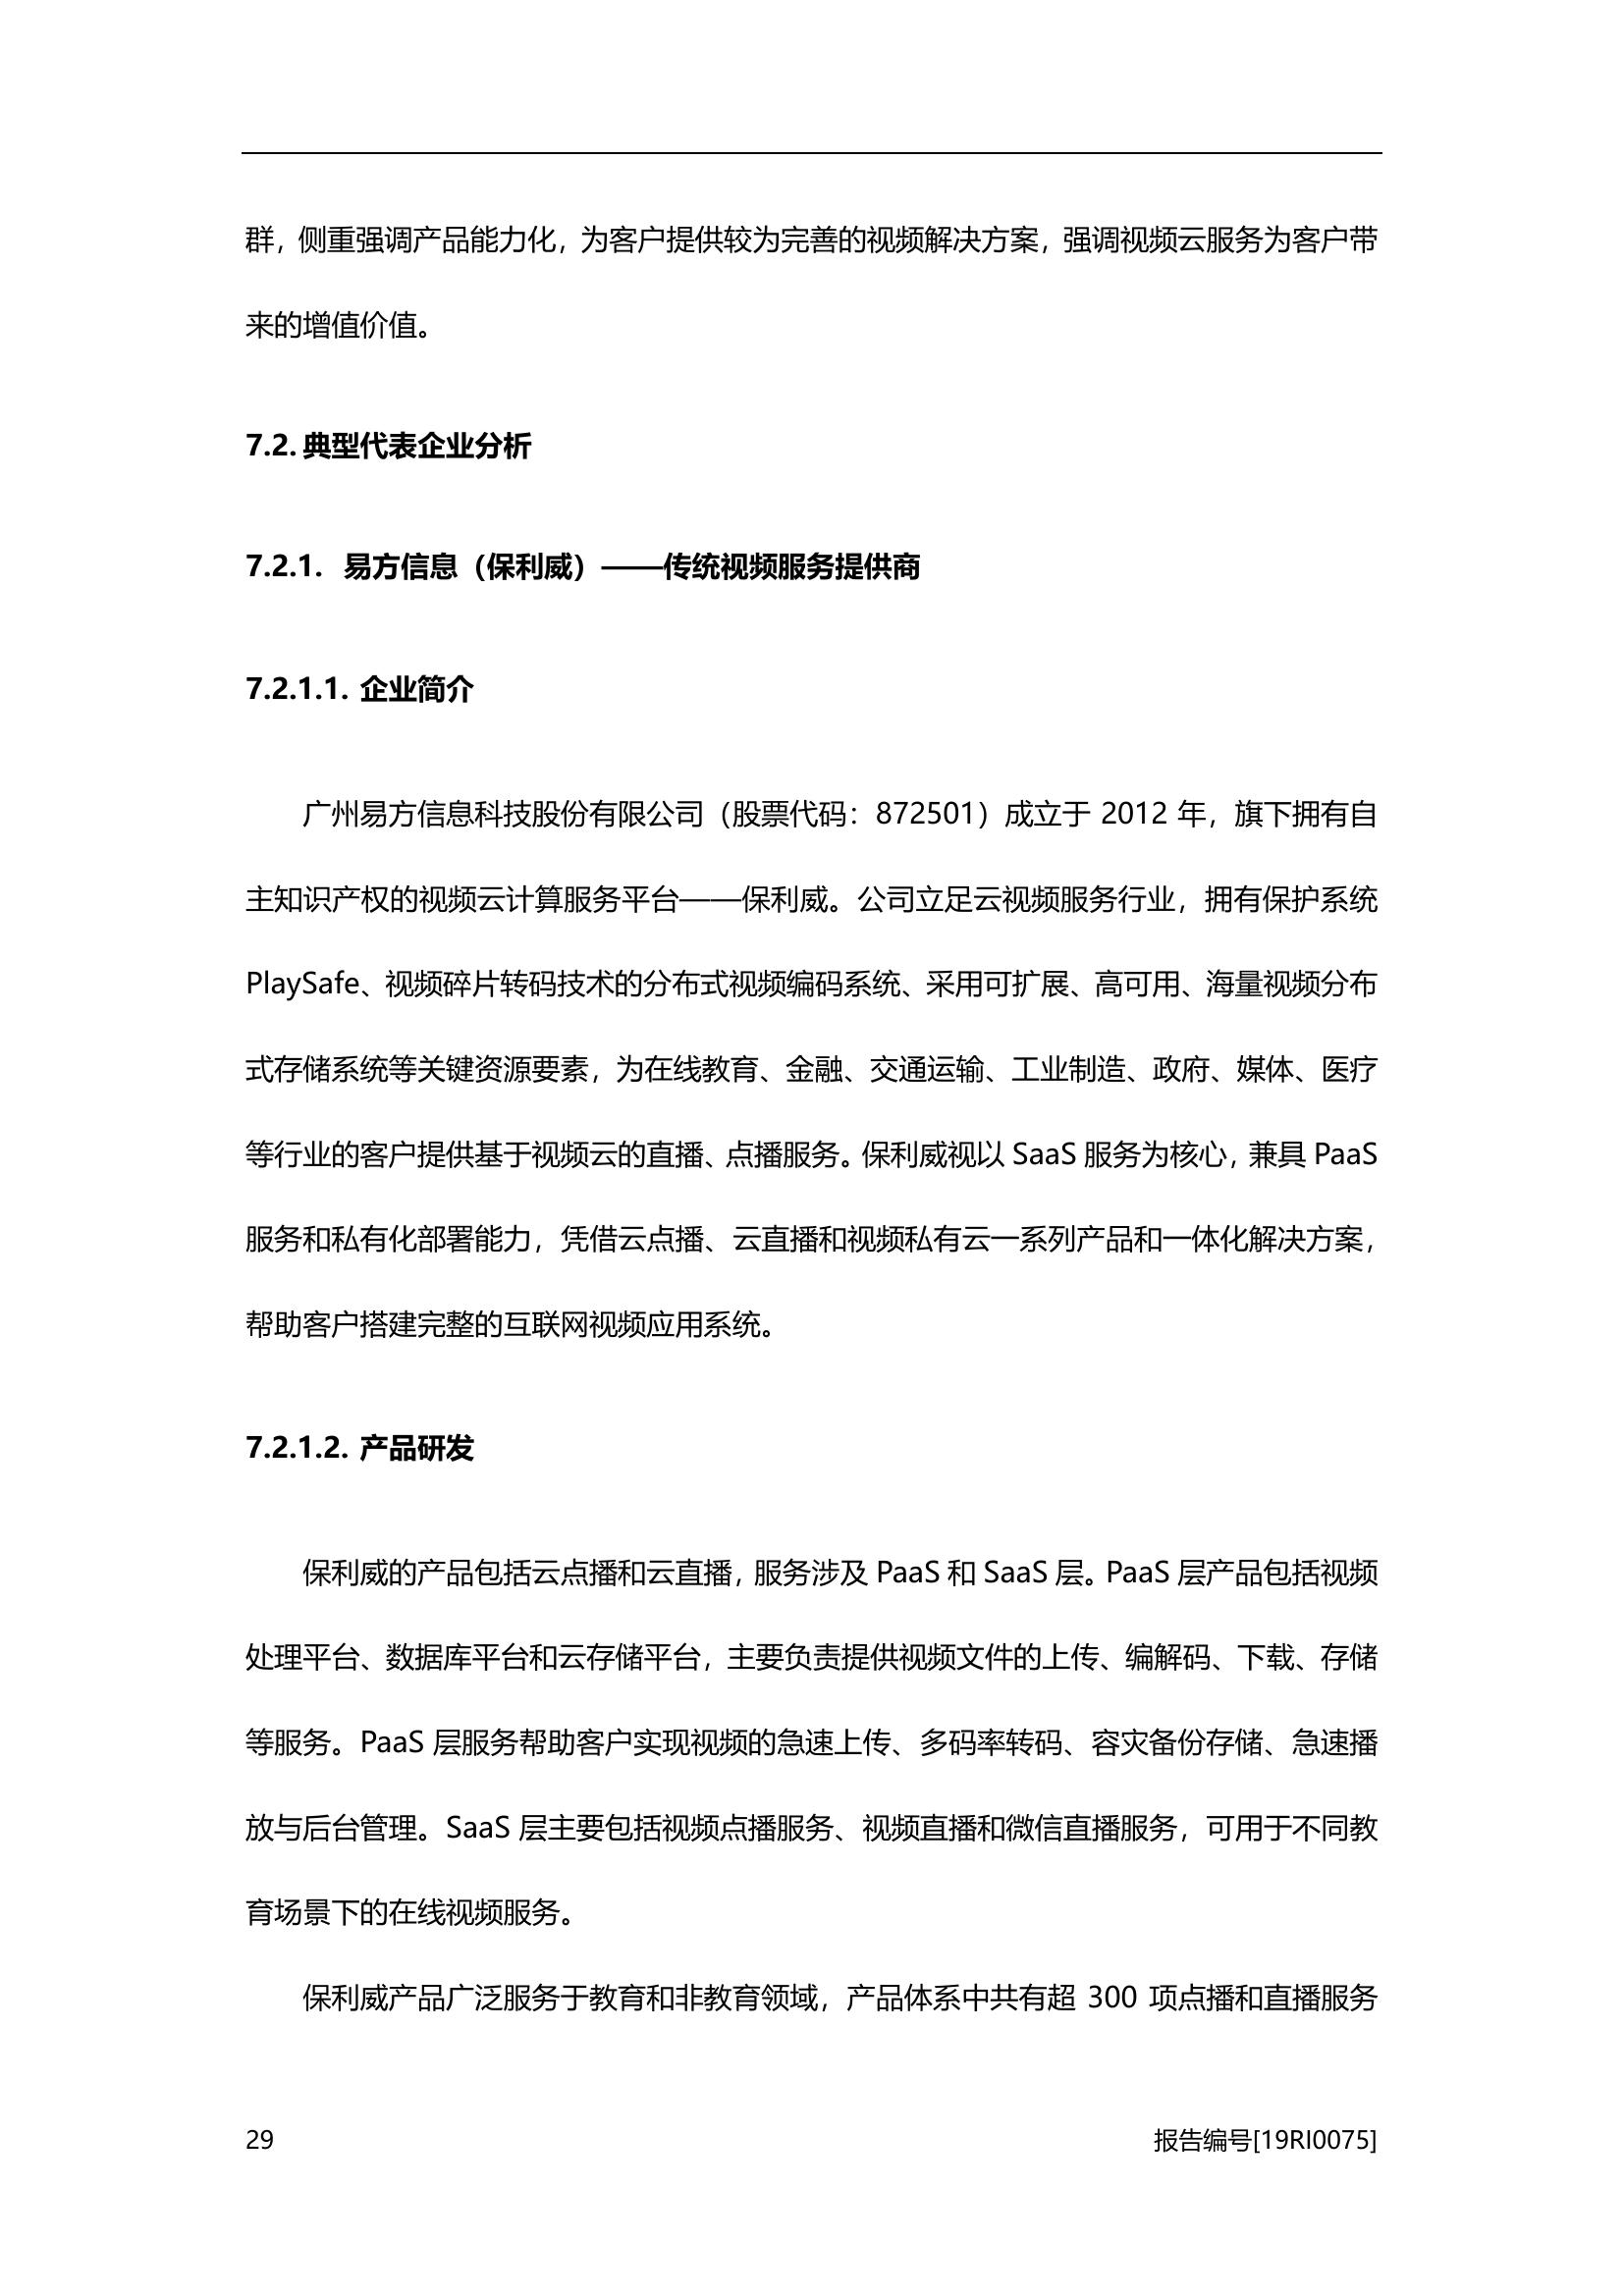 群，侧重强调产品能力化，为客户提供较为完善的视频解决方案，强调视频云服务为客户带
来的增值价值。
7.2. 典型代表企业分析
7.2.1. 易方信息（保利威）——传统视频服务提供商
7.2.1.1. 企业简介
广州易方信息科技股份有限公司（股票代码：872501）成立于 2012 年，旗下拥有自
主知识产权的视频云计算服务平台——保利威。公司立足云视频服务行业，拥有保护系统
PlaySafe、视频碎片转码技术的分布式视频编码系统、采用可扩展、高可用、海量视频分布
式存储系统等关键资源要素，为在线教育、金融、交通运输、工业制造、政府、媒体、医疗
等行业的客户提供基于视频云的直播、点播服务。保利威视以 SaaS 服务为核心，兼具 PaaS
服务和私有化部署能力，凭借云点播、云直播和视频私有云一系列产品和一体化解决方案，
帮助客户搭建完整的互联网视频应用系统。
7.2.1.2. 产品研发
保利威的产品包括云点播和云直播，服务涉及 PaaS 和 SaaS 层。PaaS 层产品包括视频
处理平台、数据库平台和云存储平台，主要负责提供视频文件的上传、编解码、下载、存储
等服务。PaaS 层服务帮助客户实现视频的急速上传、多码率转码、容灾备份存储、急速播
放与后台管理。SaaS 层主要包括视频点播服务、视频直播和微信直播服务，可用于不同教
育场景下的在线视频服务。
保利威产品广泛服务于教育和非教育领域，产品体系中共有超 300 项点播和直播服务
29 报告编号[19RI0075]